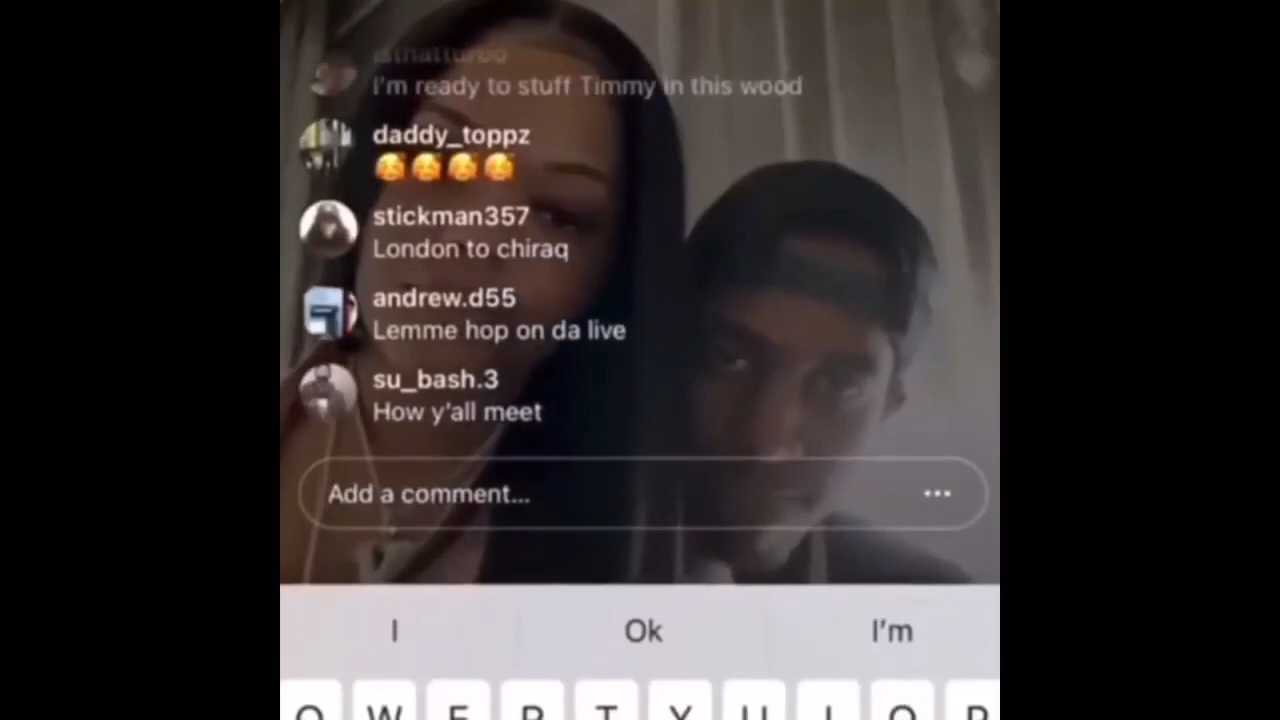 I'm ready to stuff Timmy in this wood
daddy_toppz
🥰🥰🥰🥰
stickman357
London to chiraq
andrew.d55
Lemme hop on da live
su_bash.3
How y'all meet
Add a comment...
I
Ok
I'm
Q W E R T Y U I O P